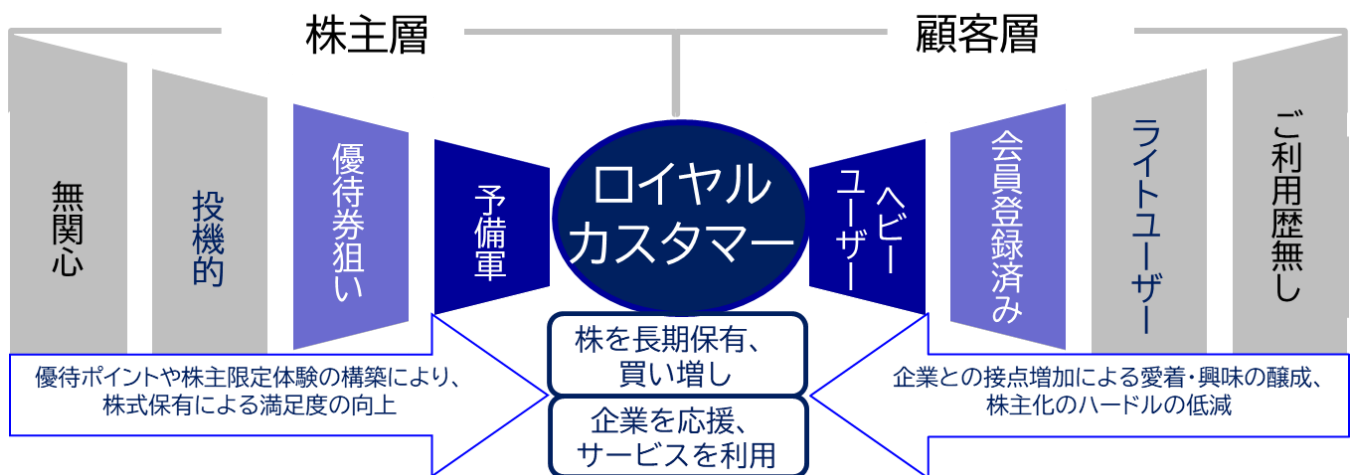 株主層
顧客層
無関心
投機的
優待券狙い
予備軍
ロイヤル
カスタマー
ヘビー
ユーザー
会員登録済み
ライトユーザー
ご利用歴無し
優待ポイントや株主限定体験の構築により、
株式保有による満足度の向上
株を長期保有、
買い増し
企業を応援、
サービスを利用
企業との接点増加による愛着・興味の醸成、
株主化のハードルの低減